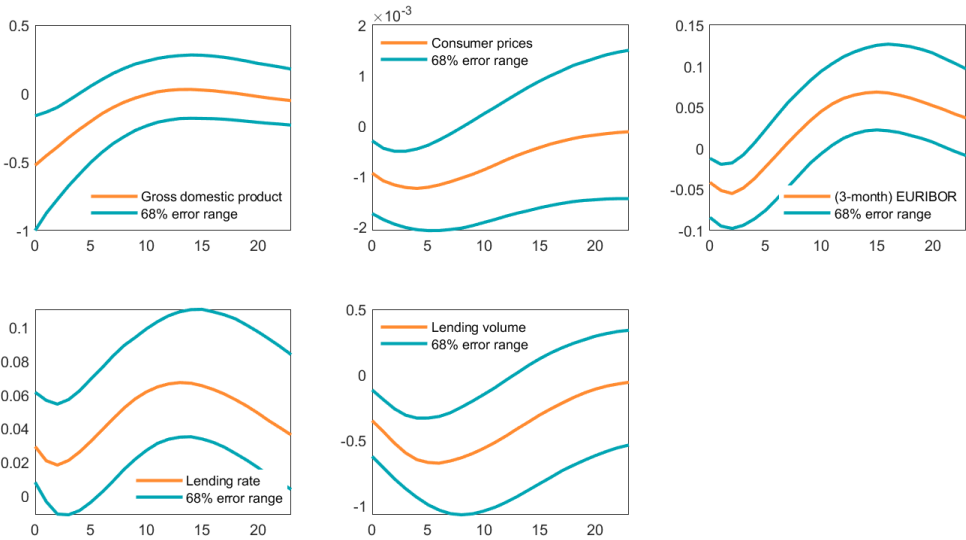 0.5
0
-0.5
-1
Gross domestic product
68% error range
0 5 10 15 20
×10⁻³
2
1
0
-1
-2
Consumer prices
68% error range
0 5 10 15 20
0.15
0.1
0.05
0
-0.05
-0.1
(3-month) EURIBOR
68% error range
0 5 10 15 20
0.1
0.08
0.06
0.04
0.02
0
Lending rate
68% error range
0 5 10 15 20
0.5
0
-0.5
-1
Lending volume
68% error range
0 5 10 15 20